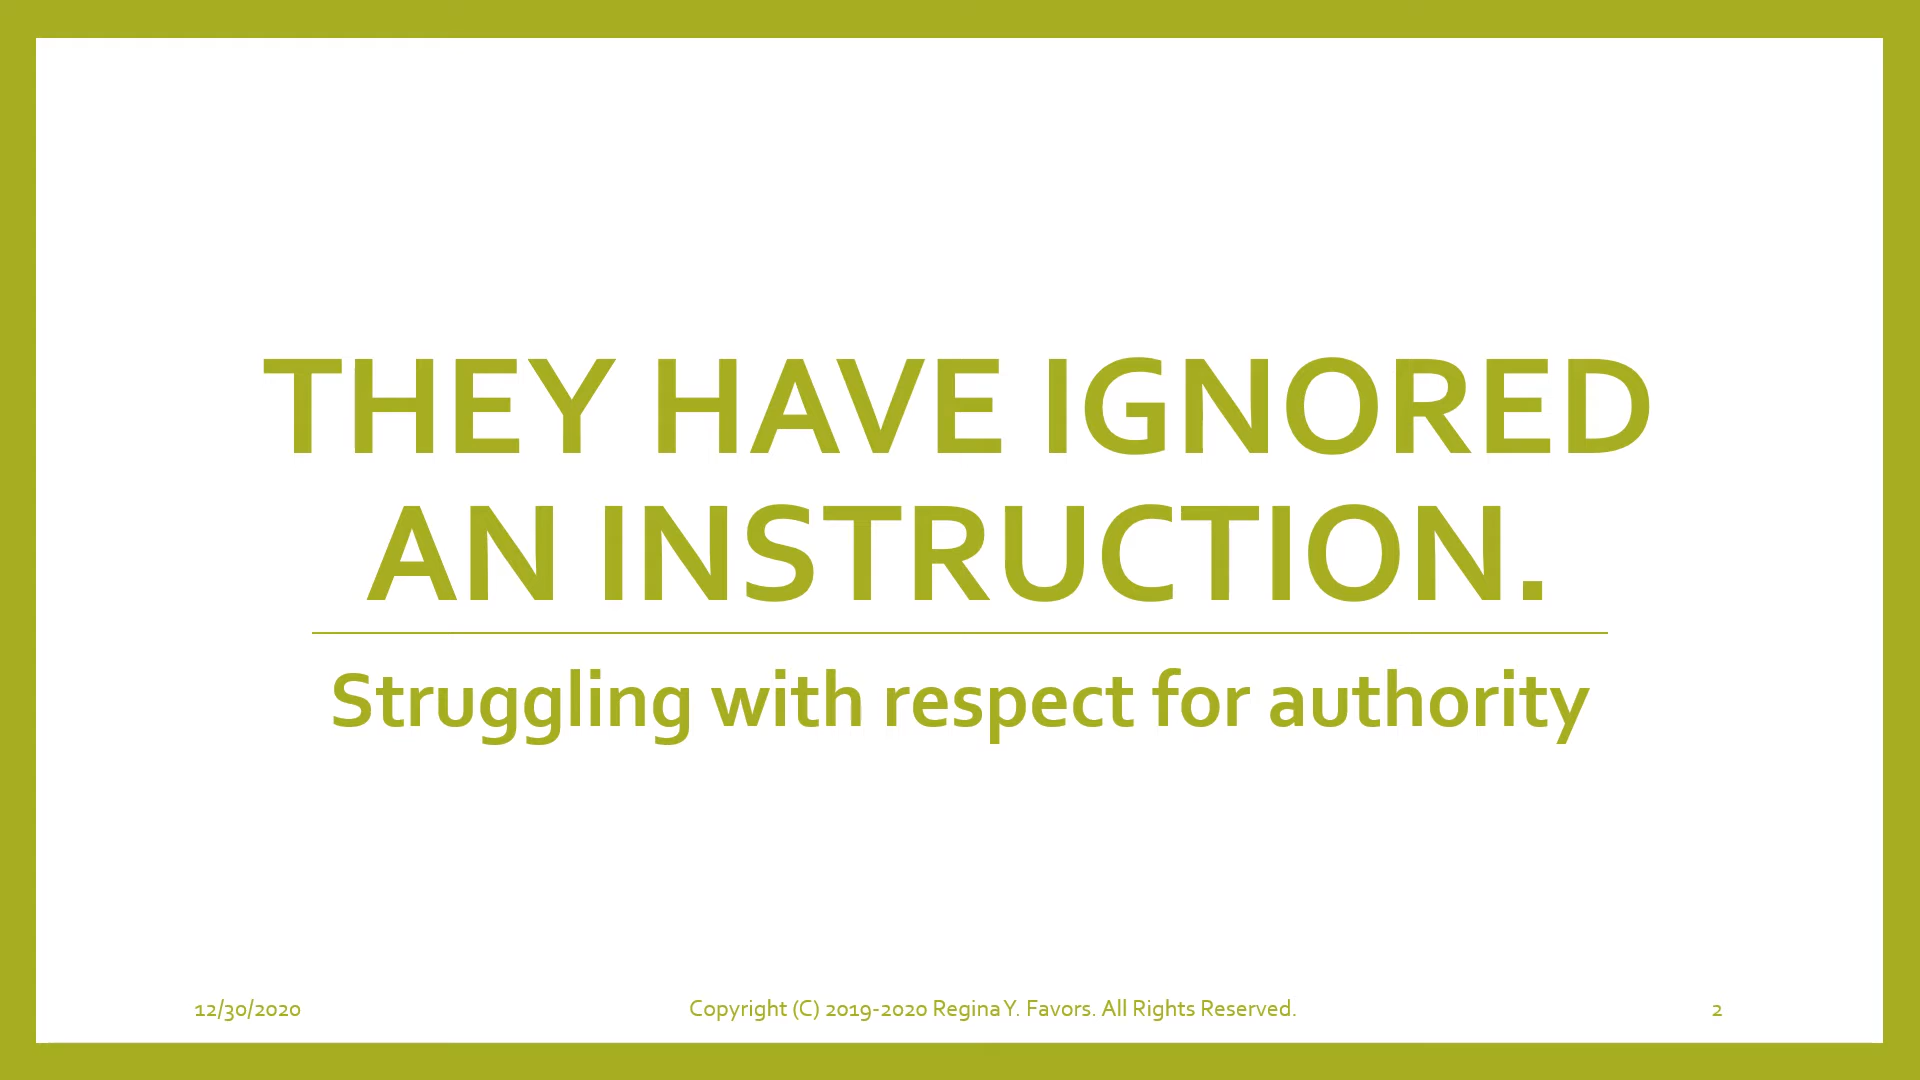 THEY HAVE IGNORED
AN INSTRUCTION.
Struggling with respect for authority
12/30/2020
Copyright (C) 2019-2020 Regina Y. Favors. All Rights Reserved.
2